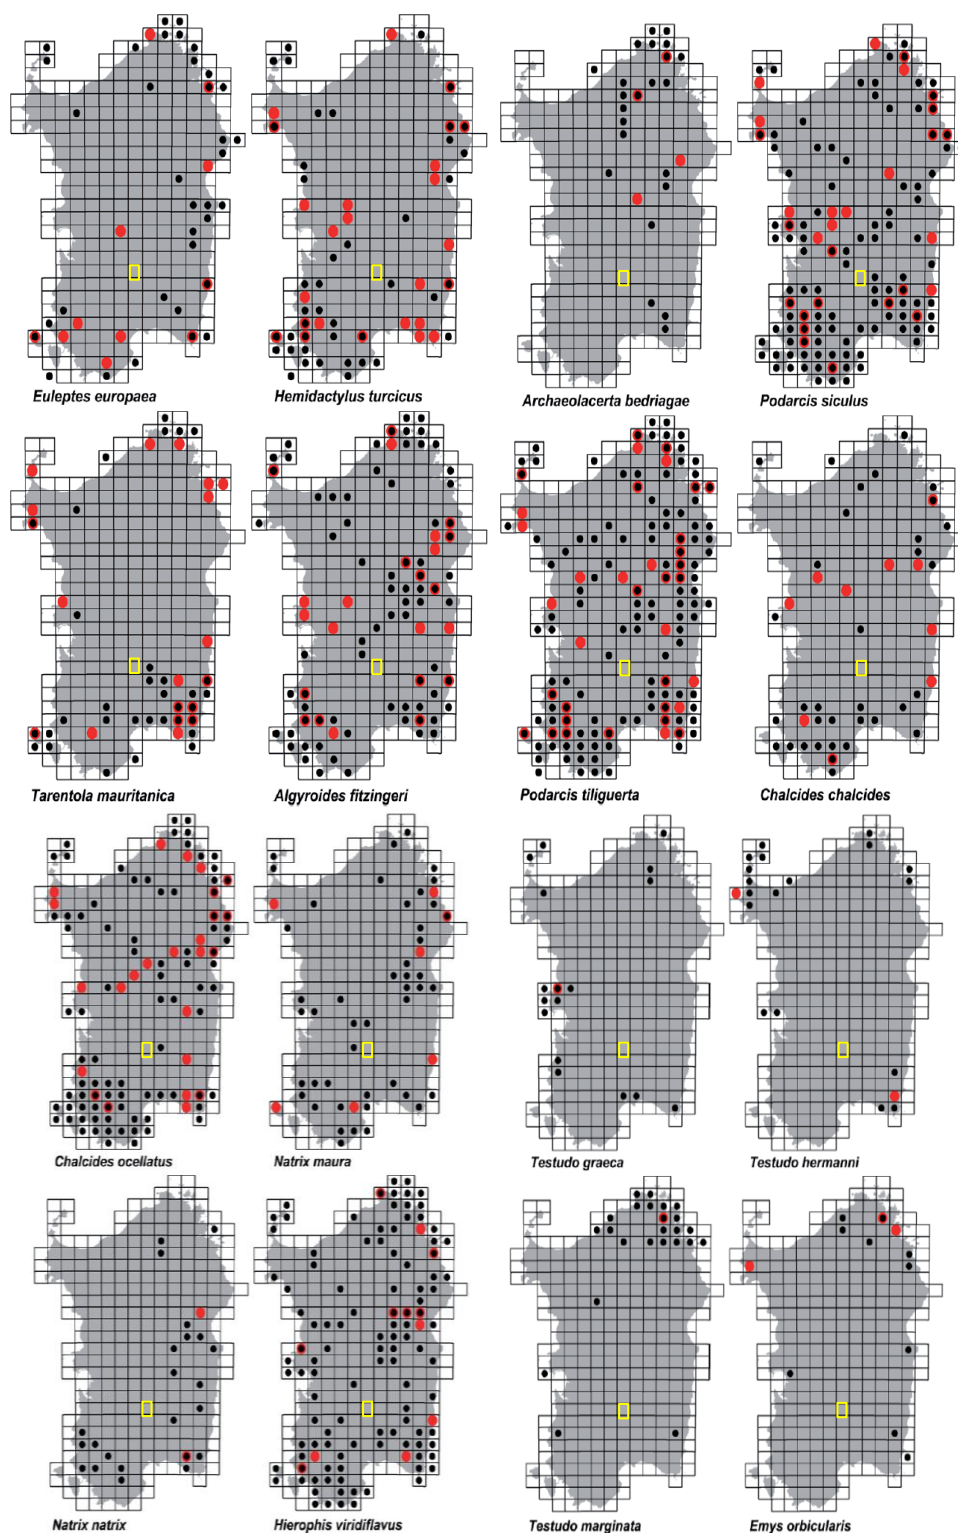 Euleptes europaea
Hemidactylus turcicus
Archaeolacerta bedriagae
Podarcis siculus
Tarentola mauritanica
Algyroides fitzingeri
Podarcis tiliguerta
Chalcides chalcides
Chalcides ocellatus
Natrix maura
Testudo graeca
Testudo hermanni
Natrix natrix
Hierophis viridiflavus
Testudo marginata
Emys orbicularis